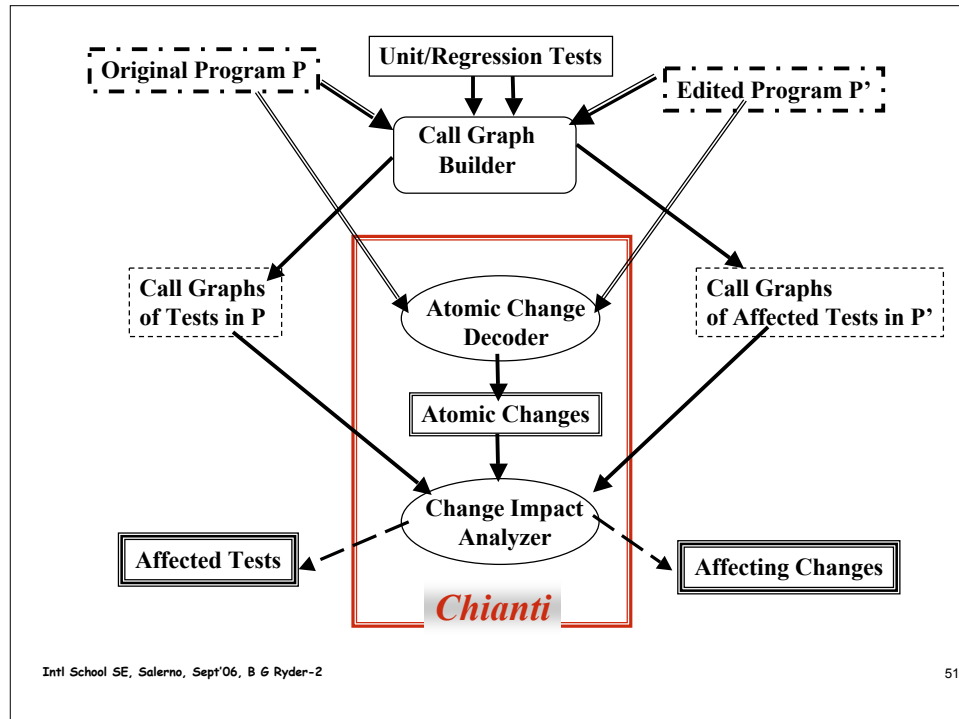 Unit/Regression Tests
Original Program P
Edited Program P’
Call Graph
Builder
Call Graphs
of Tests in P
Atomic Change
Decoder
Call Graphs
of Affected Tests in P’
Atomic Changes
Change Impact
Analyzer
Affected Tests
Affecting Changes
Chianti
Intl School SE, Salerno, Sept’06, B G Ryder-2
51